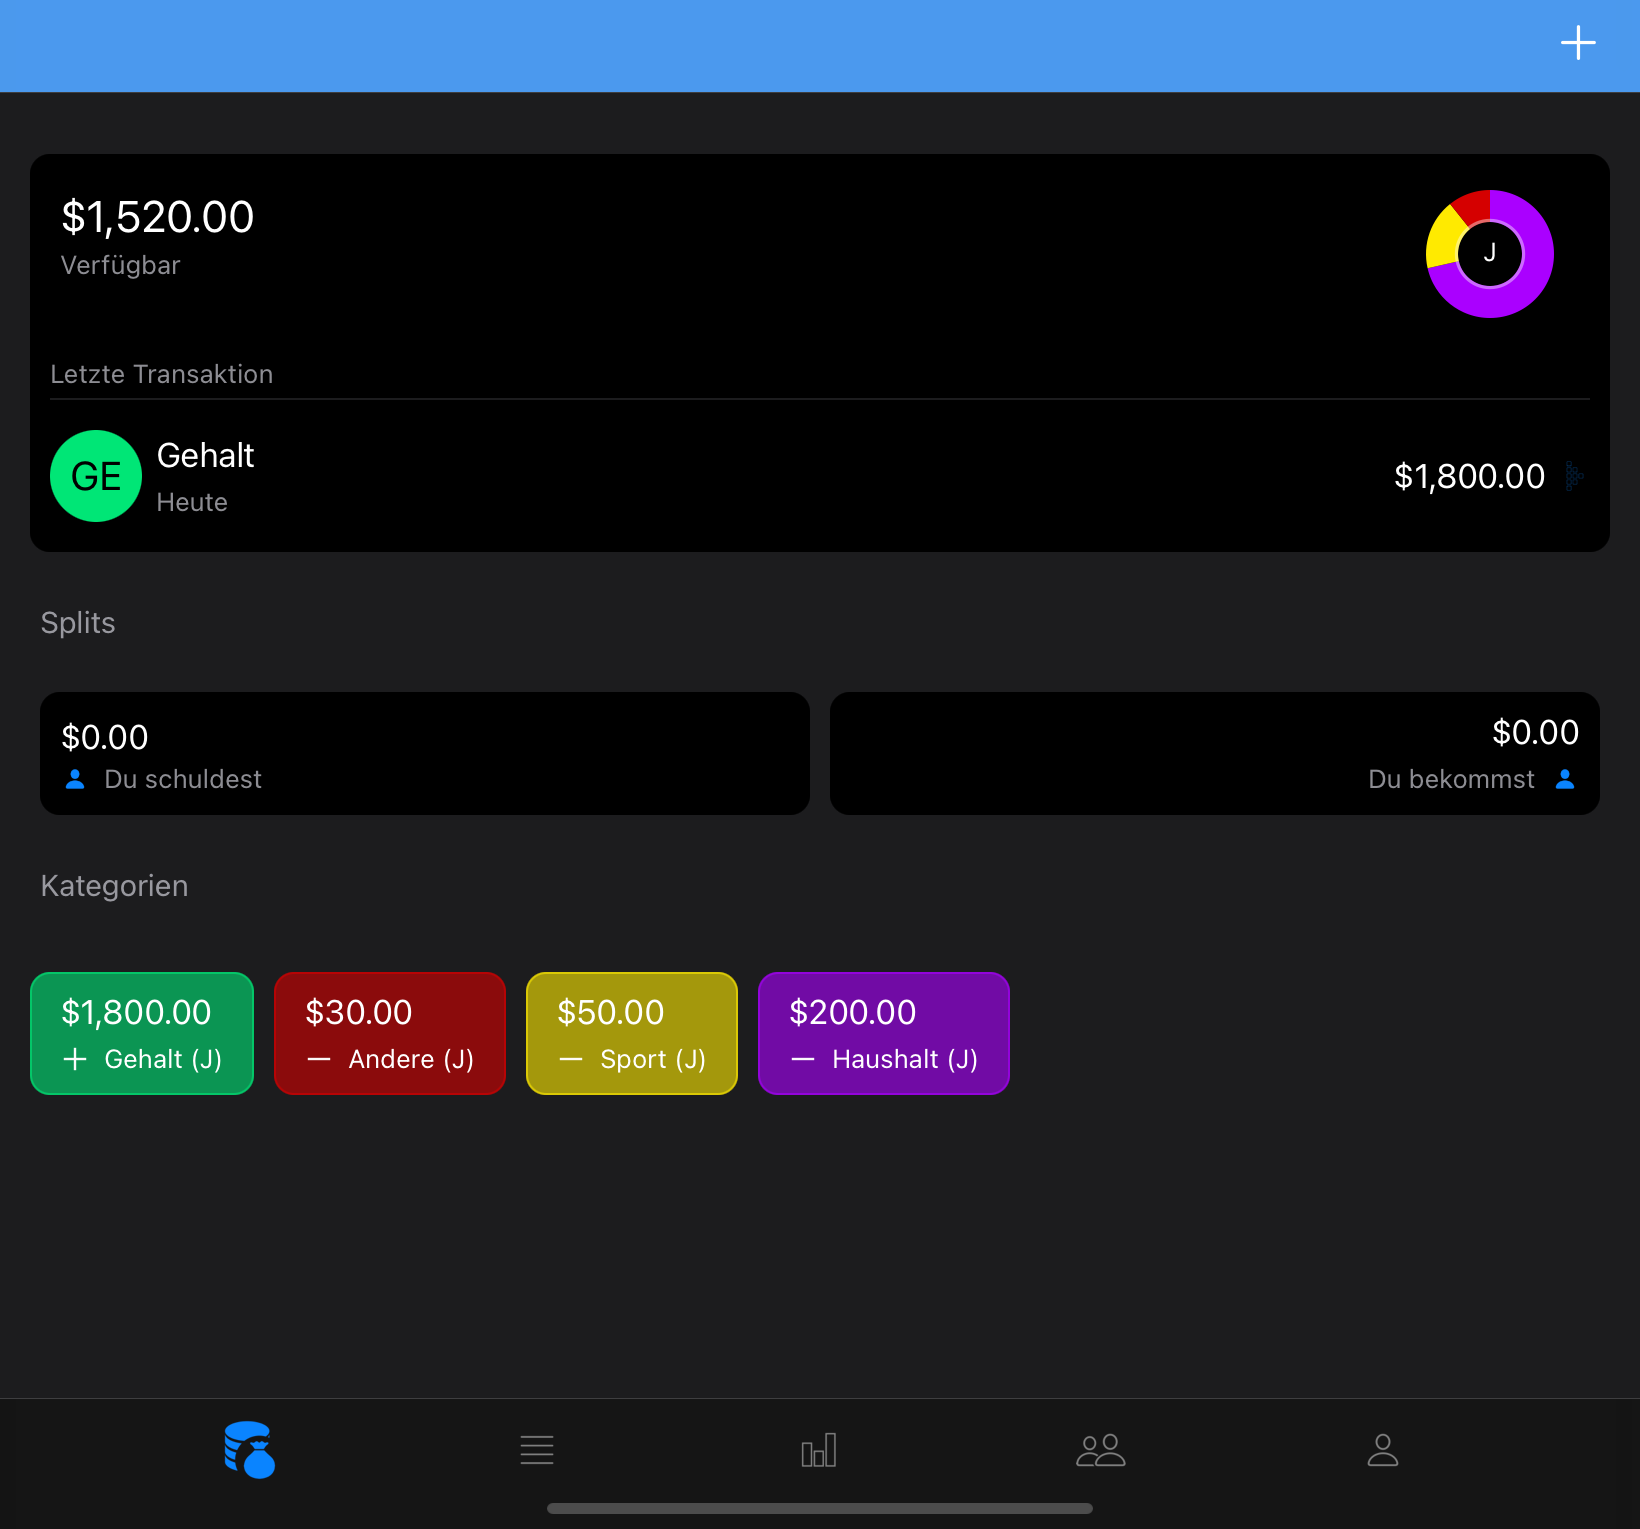 $1,520.00
Verfügbar
J
Letzte Transaktion
GE
Gehalt
Heute
$1,800.00
Splits
$0.00
Du schuldest
$0.00
Du bekommst
Kategorien
$1,800.00
+ Gehalt (J)
$30.00
— Andere (J)
$50.00
— Sport (J)
$200.00
— Haushalt (J)